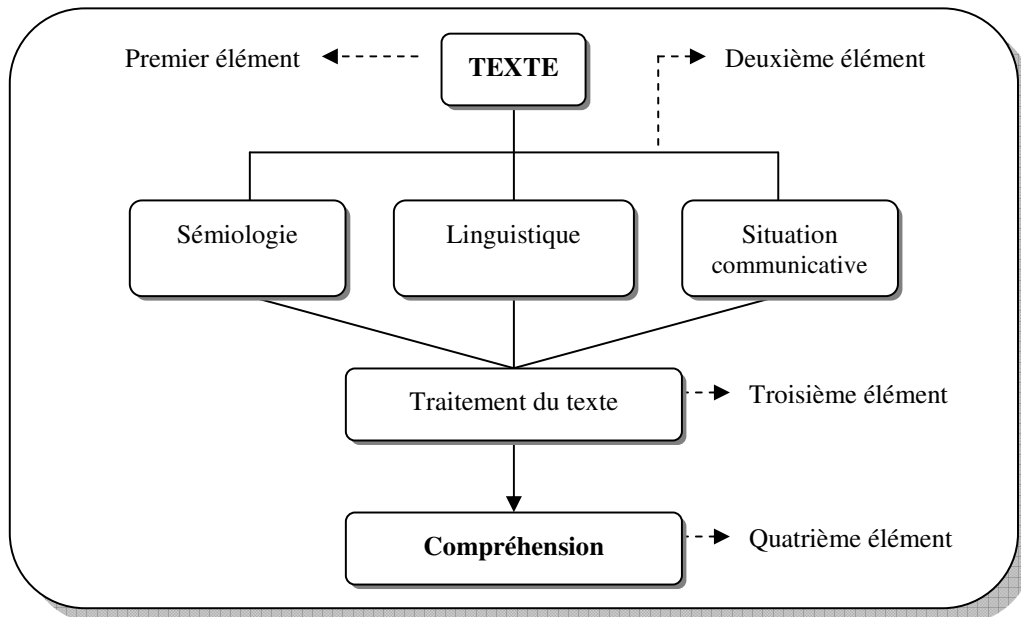 Premier élément
TEXTE
Deuxième élément
Sémiologie
Linguistique
Situation
communicative
Traitement du texte
Troisième élément
Compréhension
Quatrième élément